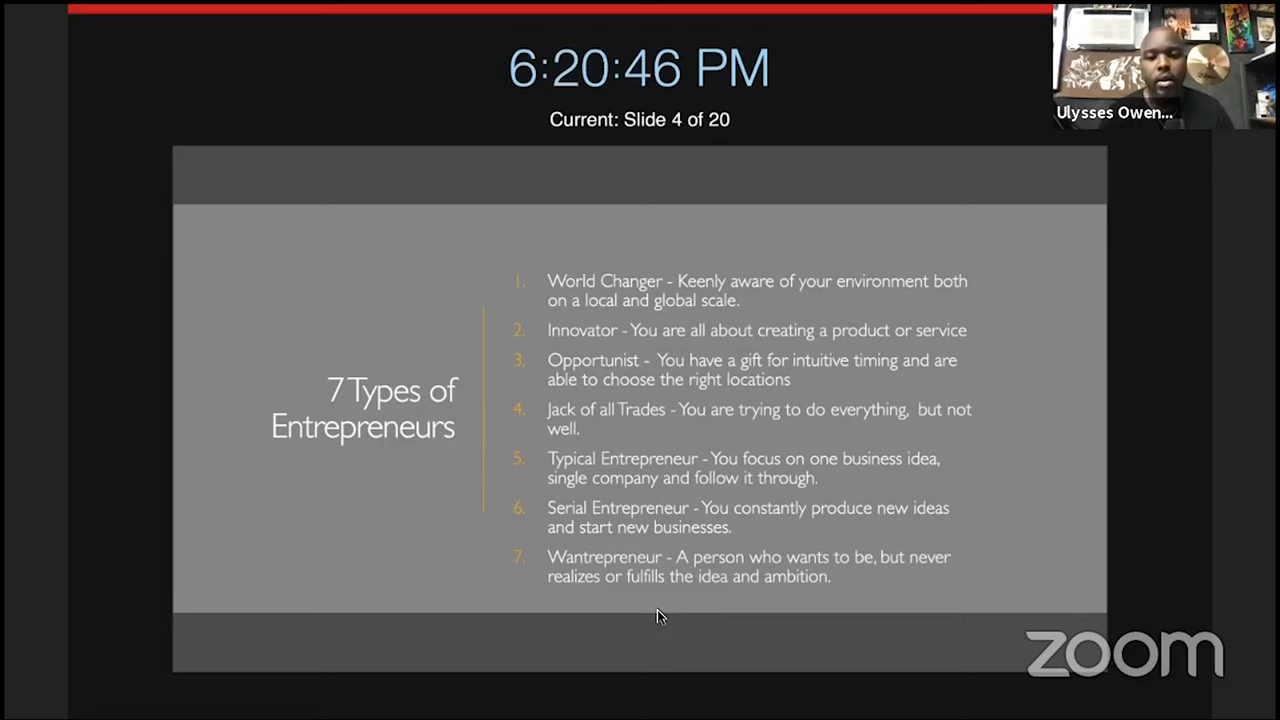 6:20:46 PM
Current: Slide 4 of 20
Ulysses Owen...
7 Types of
Entrepreneurs
1. World Changer - Keenly aware of your environment both
on a local and global scale.
2. Innovator - You are all about creating a product or service
3. Opportunist - You have a gift for intuitive timing and are
able to choose the right locations
4. Jack of all Trades - You are trying to do everything, but not
well.
5. Typical Entrepreneur - You focus on one business idea,
single company and follow it through.
6. Serial Entrepreneur - You constantly produce new ideas
and start new businesses.
7. Wantrepreneur - A person who wants to be, but never
realizes or fulfills the idea and ambition.
zoom